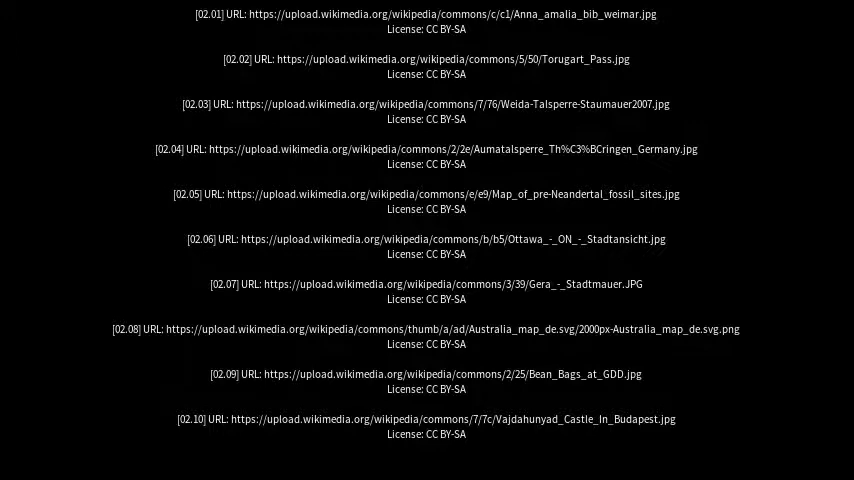 [02.01] URL: https://upload.wikimedia.org/wikipedia/commons/c/c1/Anna_amalia_bib_weimar.jpg
License: CC BY-SA
[02.02] URL: https://upload.wikimedia.org/wikipedia/commons/5/50/Torugart_Pass.jpg
License: CC BY-SA
[02.03] URL: https://upload.wikimedia.org/wikipedia/commons/7/76/Weida-Talsperre-Staumauer2007.jpg
License: CC BY-SA
[02.04] URL: https://upload.wikimedia.org/wikipedia/commons/2/2e/Aumatalsperre_Th%C3%BCringen_Germany.jpg
License: CC BY-SA
[02.05] URL: https://upload.wikimedia.org/wikipedia/commons/e/e9/Map_of_pre-Neandertal_fossil_sites.jpg
License: CC BY-SA
[02.06] URL: https://upload.wikimedia.org/wikipedia/commons/b/b5/Ottawa_-_ON_-_Stadtansicht.jpg
License: CC BY-SA
[02.07] URL: https://upload.wikimedia.org/wikipedia/commons/3/39/Gera_-_Stadtmauer.JPG
License: CC BY-SA
[02.08] URL: https://upload.wikimedia.org/wikipedia/commons/thumb/a/ad/Australia_map_de.svg/2000px-Australia_map_de.svg.png
License: CC BY-SA
[02.09] URL: https://upload.wikimedia.org/wikipedia/commons/2/25/Bean_Bags_at_GDD.jpg
License: CC BY-SA
[02.10] URL: https://upload.wikimedia.org/wikipedia/commons/7/7c/Vajdahunyad_Castle_In_Budapest.jpg
License: CC BY-SA